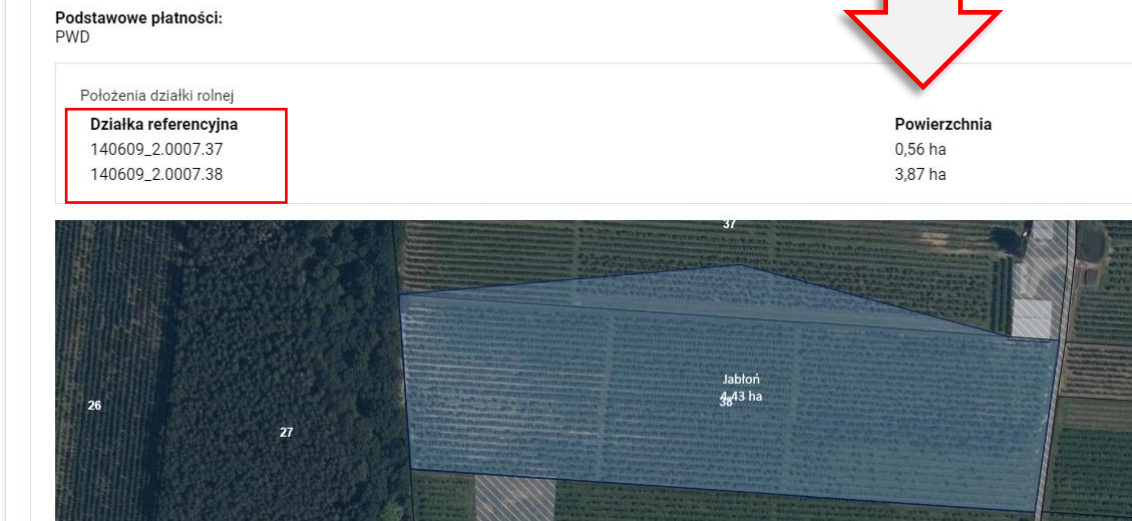 Podstawowe płatności:
PWD
Położenia działki rolnej
Działka referencyjna Powierzchnia
140609_2.0007.37 0,56 ha
140609_2.0007.38 3,87 ha
37
Jabłoń
4,43 ha
38
26
27